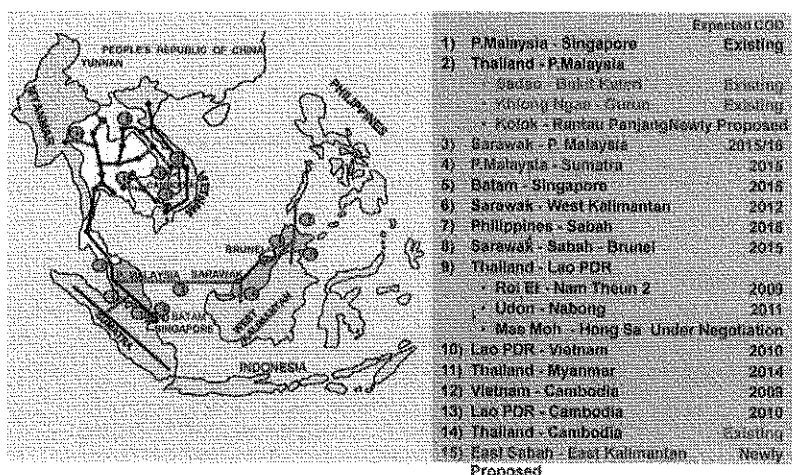 PEOPLE'S REPUBLIC OF CHINA
YUNNAN
MYANMAR
PHILIPPINES
BRUNEI
P. MALAYSIA
SARAWAK
BATAM
SINGAPORE
SUMATRA
WEST
KALIMANTAN
INDONESIA
Expected COD
1) P.Malaysia - Singapore Existing
2) Thailand - P.Malaysia
• Sadao - Bukit Keteri Existing
• Khlong Ngae - Gurun Existing
• Kolok - Rantau Panjang Newly Proposed
3) Sarawak - P. Malaysia 2015/16
4) P.Malaysia - Sumatra 2015
5) Batam - Singapore 2015
6) Sarawak - West Kalimantan 2012
7) Philippines - Sabah
8) Sarawak - Sabah - Brunei 2015
9) Thailand - Lao PDR
• Roi Et - Nam Theun 2 2009
• Udon - Nabong 2011
• Mae Moh - Hong Sa Under Negotiation
10) Lao PDR - Vietnam 2010
11) Thailand - Myanmar 2014
12) Vietnam - Cambodia 2009
13) Lao PDR - Cambodia 2010
14) Thailand - Cambodia Existing
15) East Sabah - East Kalimantan Newly
Proposed